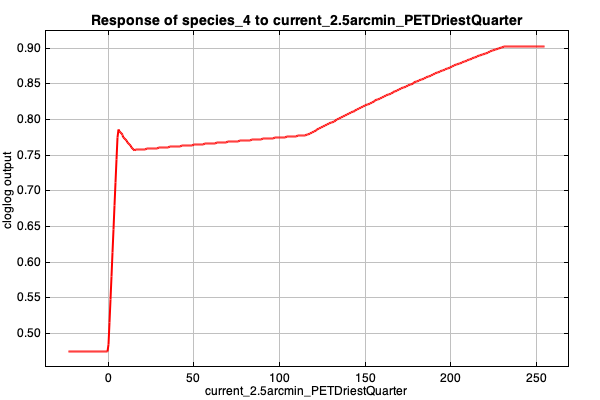 Response of species_4 to current_2.5arcmin_PETDriestQuarter
cloglog output
0.90
0.85
0.80
0.75
0.70
0.65
0.60
0.55
0.50
0 50 100 150 200 250
current_2.5arcmin_PETDriestQuarter